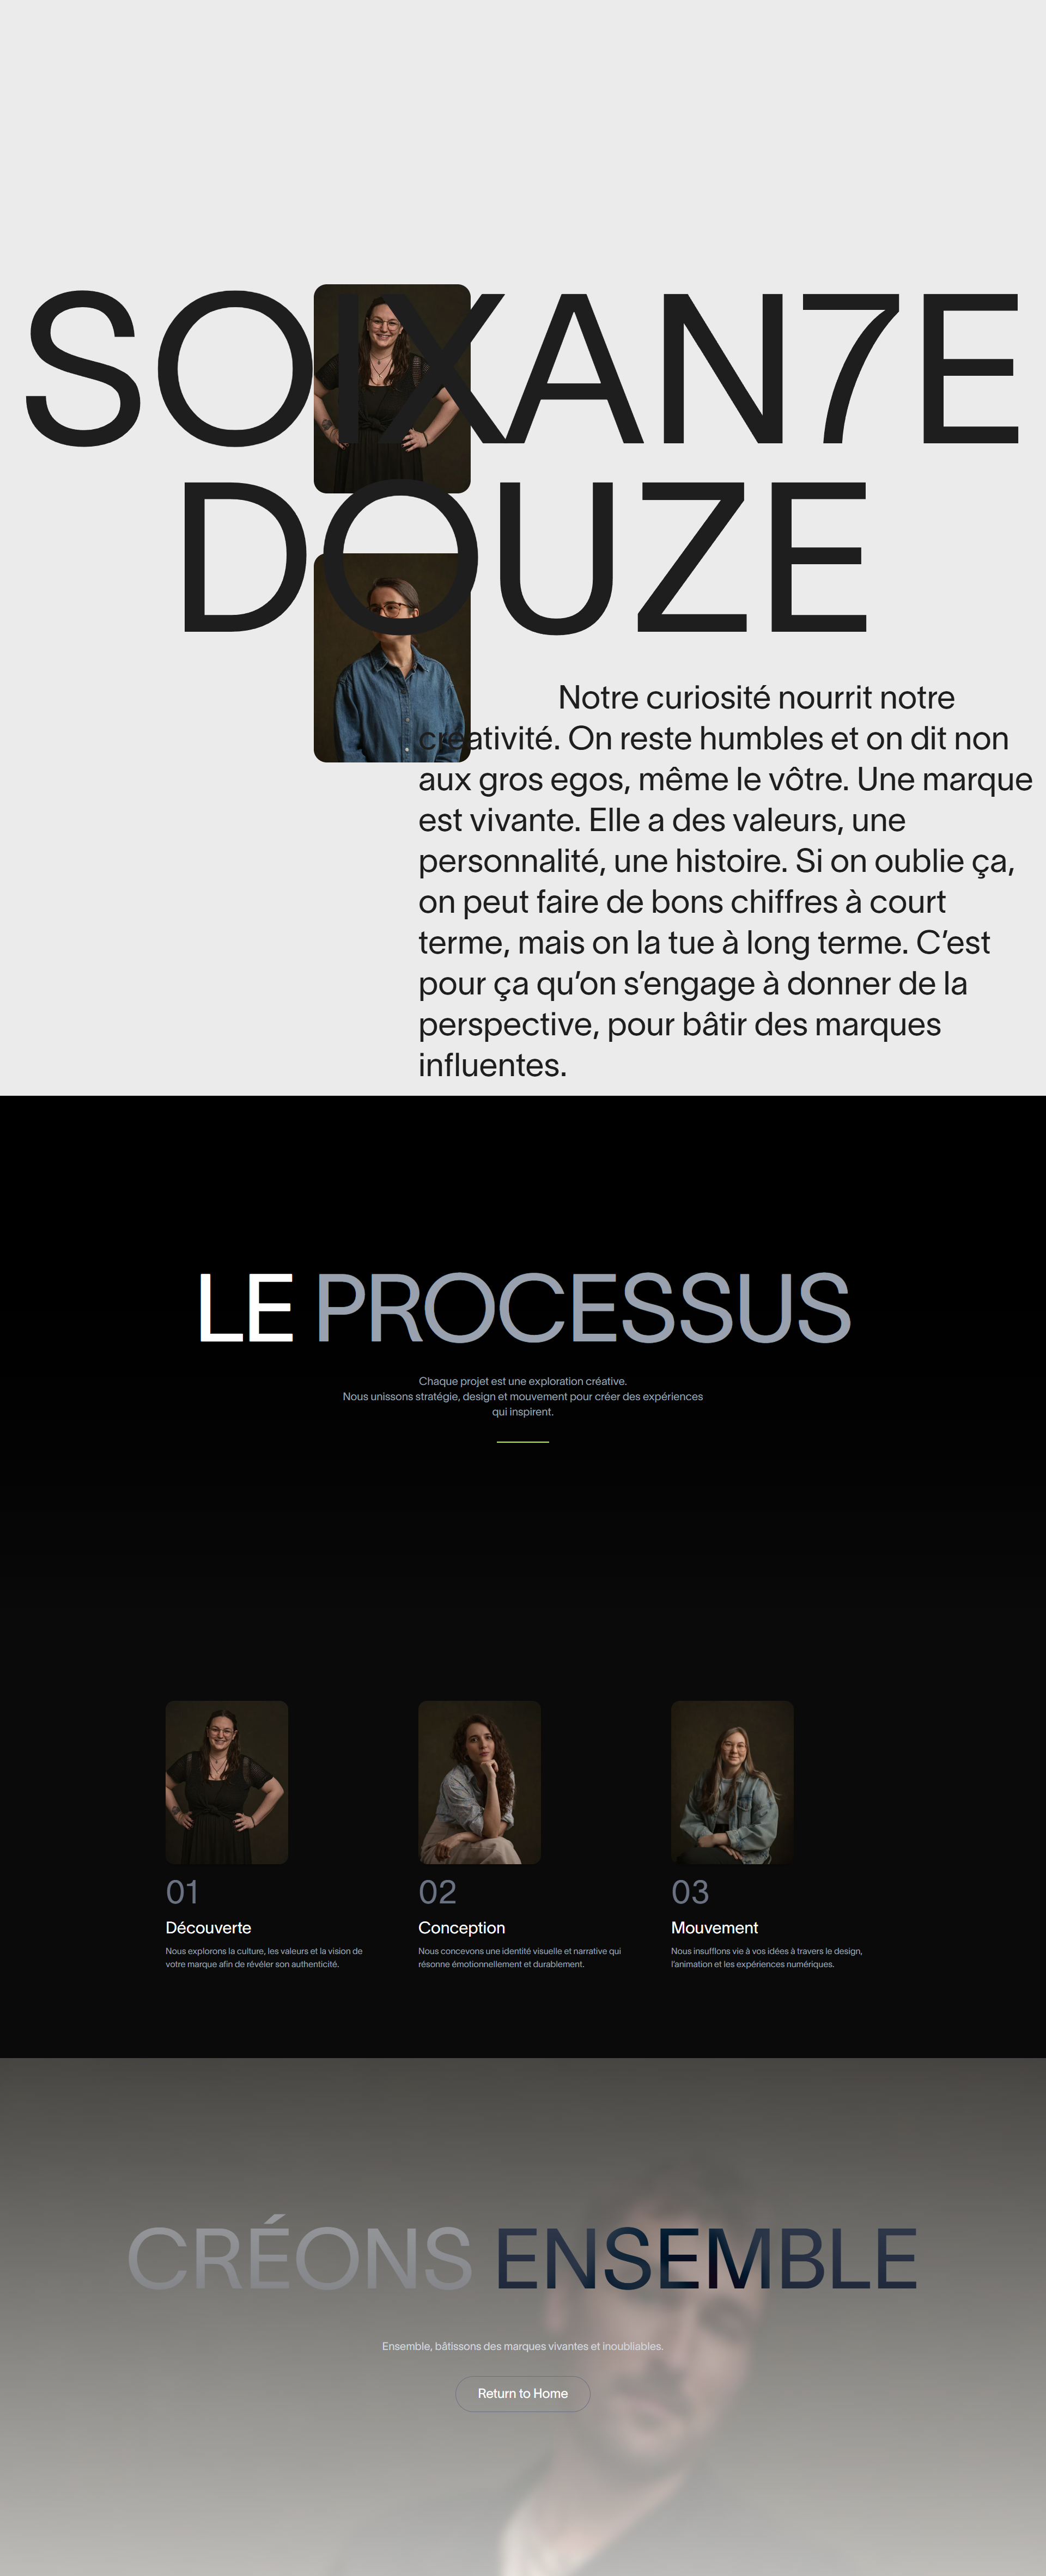 SOIXAN7E
DOUZE
Notre curiosité nourrit notre
créativité. On reste humbles et on dit non
aux gros egos, même le vôtre. Une marque
est vivante. Elle a des valeurs, une
personnalité, une histoire. Si on oublie ça,
on peut faire de bons chiffres à court
terme, mais on la tue à long terme. C’est
pour ça qu’on s’engage à donner de la
perspective, pour bâtir des marques
influentes.
LE PROCESSUS
Chaque projet est une exploration créative.
Nous unissons stratégie, design et mouvement pour créer des expériences
qui inspirent.
01
Découverte
Nous explorons la culture, les valeurs et la vision de
votre marque afin de révéler son authenticité.
02
Conception
Nous concevons une identité visuelle et narrative qui
résonne émotionnellement et durablement.
03
Mouvement
Nous insufflons vie à vos idées à travers le design,
l’animation et les expériences numériques.
CRÉONS ENSEMBLE
Ensemble, bâtissons des marques vivantes et inoubliables.
Return to Home